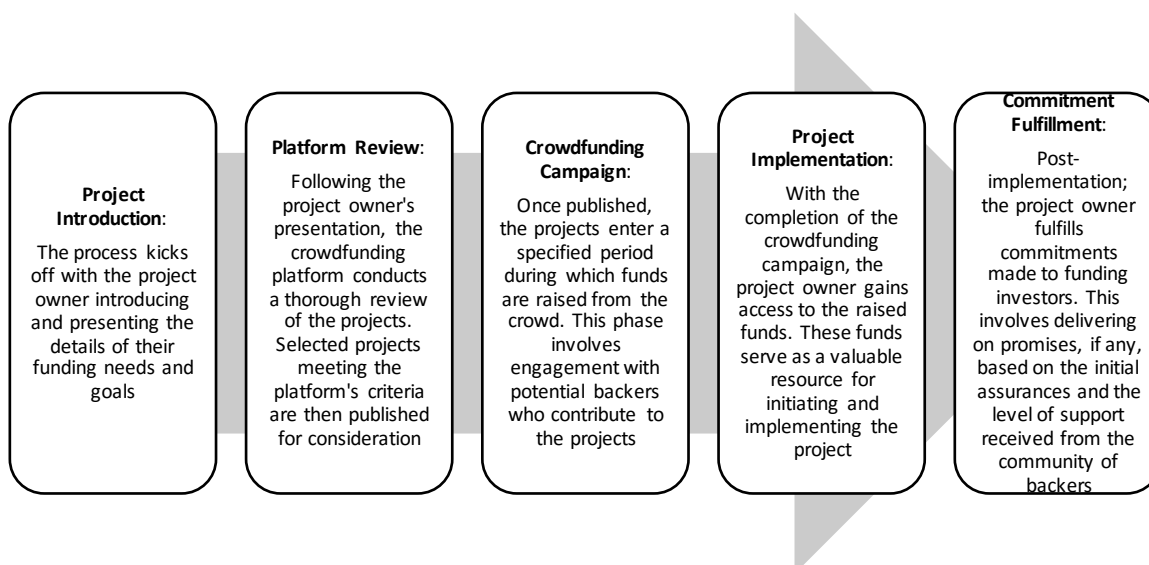 Project
Introduction:
The process kicks
off with the project
owner introducing
and presenting the
details of their
funding needs and
goals
Platform Review:
Following the
project owner's
presentation, the
crowdfunding
platform conducts
a thorough review
of the projects.
Selected projects
meeting the
platform's criteria
are then published
for consideration
Crowdfunding
Campaign:
Once published,
the projects enter a
specified period
during which funds
are raised from the
crowd. This phase
involves
engagement with
potential backers
who contribute to
the projects
Project
Implementation:
With the
completion of the
crowdfunding
campaign, the
project owner gains
access to the raised
funds. These funds
serve as a valuable
resource for
initiating and
implementing the
project
Commitment
Fulfillment:
Post-
implementation;
the project owner
fulfills
commitments
made to funding
investors. This
involves delivering
on promises, if any,
based on the initial
assurances and the
level of support
received from the
community of
backers